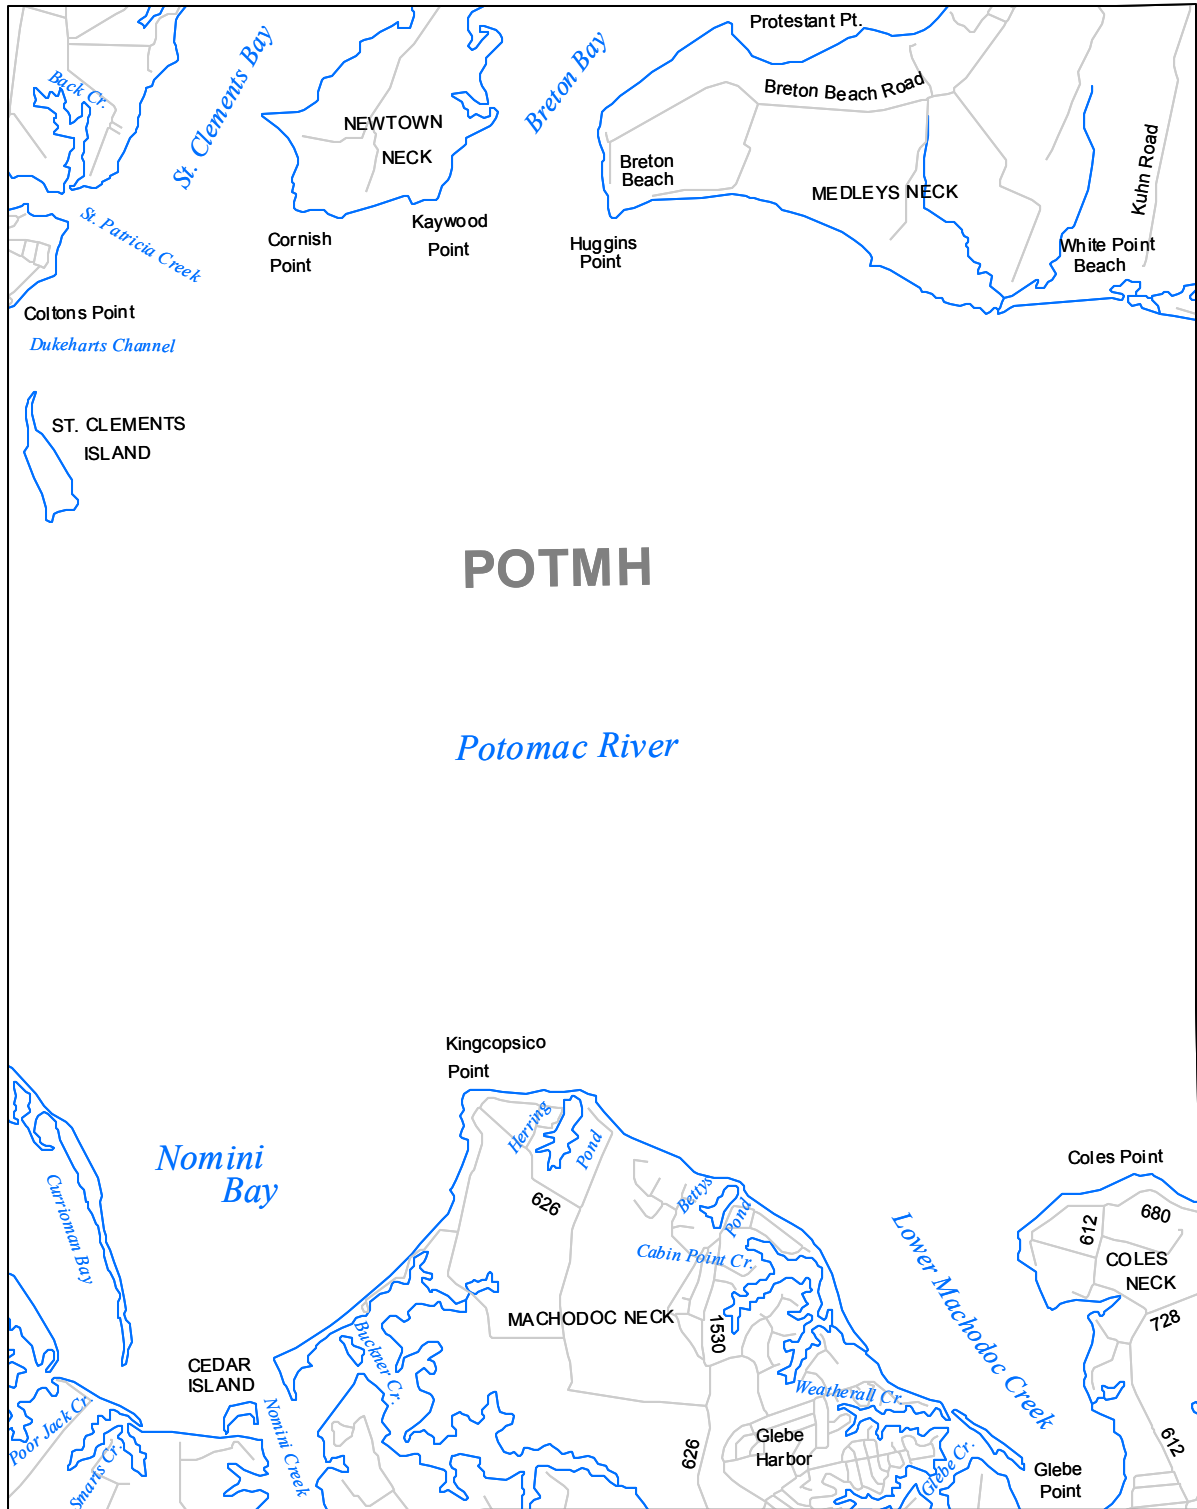 Protestant Pt.
St. Clements Bay
Breton Bay
Back Cr.
Breton Beach Road
NEWTOWN
NECK
Breton
Beach
MEDLEYS NECK
Kuhn Road
St. Patricia Creek
Cornish
Point
Kaywood
Point
Huggins
Point
White Point
Beach
Coltons Point
Dukeharts Channel
ST. CLEMENTS
ISLAND
POTMH
Potomac River
Kingcopsico
Point
Nomini
Bay
Herring
Pond
Coles Point
Currioman Bay
626
Bettys
Pond
Cabin Point Cr.
Lower Machodoc Creek
612
680
COLES
NECK
728
MACHODOC NECK
1530
Buckner Cr.
CEDAR
ISLAND
Nomini Creek
Weatherall Cr.
Poor Jack Cr.
Smarts Cr.
626
Glebe
Harbor
Glebe Cr.
Glebe
Point
612